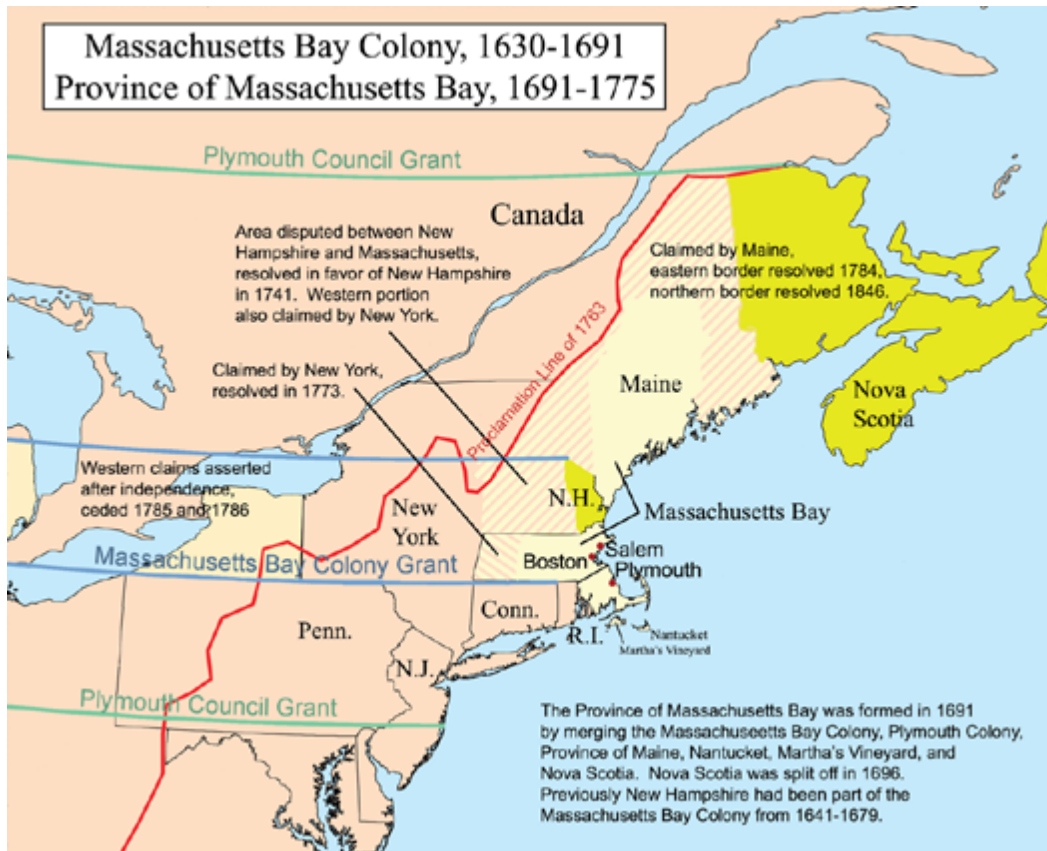 Massachusetts Bay Colony, 1630-1691
Province of Massachusetts Bay, 1691-1775
Plymouth Council Grant
Canada
Area disputed between New
Hampshire and Massachusetts,
resolved in favor of New Hampshire
in 1741. Western portion
also claimed by New York.
Claimed by Maine,
eastern border resolved 1784,
northern border resolved 1846.
Proclamation Line of 1763
Claimed by New York,
resolved in 1773.
Maine
Nova
Scotia
Western claims asserted
after independence,
ceded 1785 and 1786
New
York
N.H.
Massachusetts Bay
Massachusetts Bay Colony Grant
Boston
Salem
Plymouth
Conn.
R.I.
Nantucket
Martha's Vineyard
Penn.
N.J.
Plymouth Council Grant
The Province of Massachusetts Bay was formed in 1691
by merging the Massachuseetts Bay Colony, Plymouth Colony,
Province of Maine, Nantucket, Martha's Vineyard, and
Nova Scotia. Nova Scotia was split off in 1696.
Previously New Hampshire had been part of the
Massachusetts Bay Colony from 1641-1679.